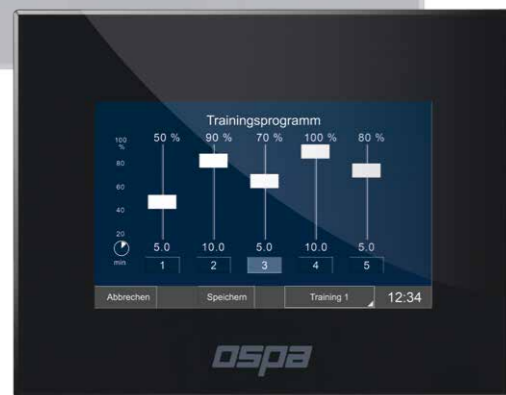 Trainingsprogramm
50 % 90 % 70 % 100 % 80 %
100
%
80
60
40
20
min
5.0 10.0 5.0 10.0 5.0
1 2 3 4 5
Abbrechen Speichern Training 1 12:34
ospa